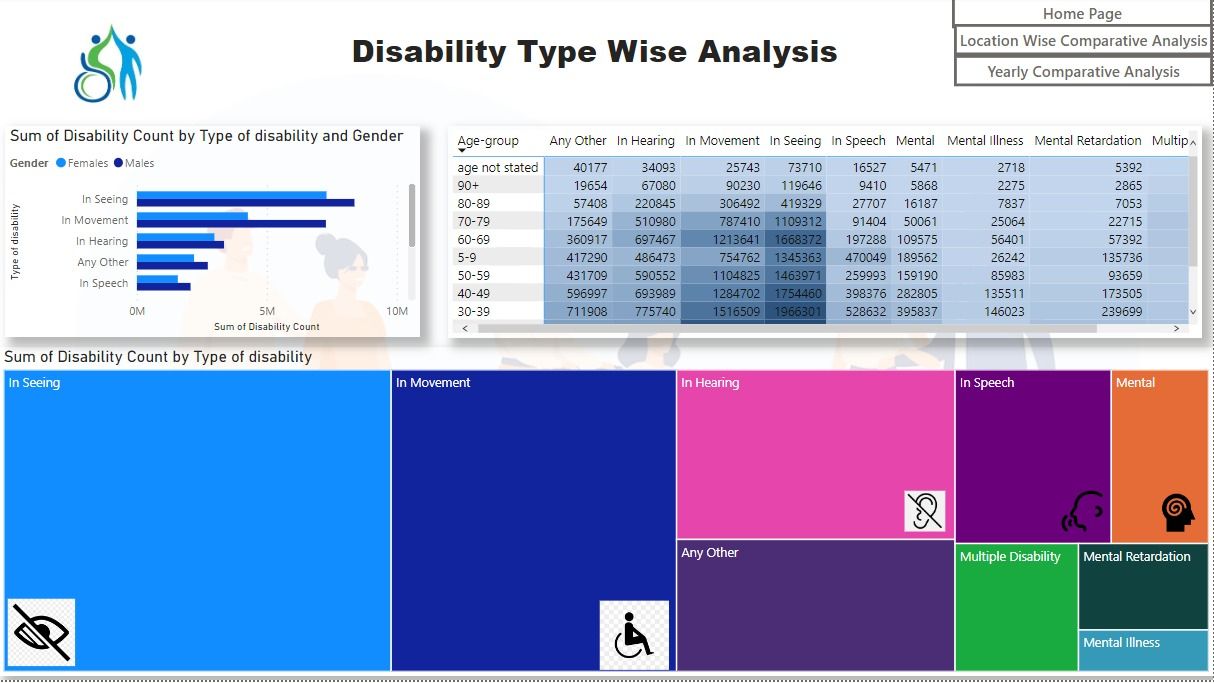 Home Page
Disability Type Wise Analysis
Location Wise Comparative Analysis
Yearly Comparative Analysis
Sum of Disability Count by Type of disability and Gender
Gender Females Males
Type of disability
In Seeing
In Movement
In Hearing
Any Other
In Speech
0M 5M 10M
Sum of Disability Count
Age-group Any Other In Hearing In Movement In Seeing In Speech Mental Mental Illness Mental Retardation Multip
age not stated 40177 34093 25743 73710 16527 5471 2718 5392
90+ 19654 67080 90230 119646 9410 5868 2275 2865
80-89 57408 220845 306492 419329 27707 16187 7837 7053
70-79 175649 510980 787410 1109312 91404 50061 25064 22715
60-69 360917 697467 1213641 1668372 197288 109575 56401 57392
5-9 417290 486473 754762 1345363 470049 189562 26242 135736
50-59 431709 590552 1104825 1463971 259993 159190 85983 93659
40-49 596997 693989 1284702 1754460 398376 282805 135511 173505
30-39 711908 775740 1516509 1966301 528632 395837 146023 239699
Sum of Disability Count by Type of disability
In Seeing
In Movement
In Hearing
In Speech
Mental
Any Other
Multiple Disability
Mental Retardation
Mental Illness